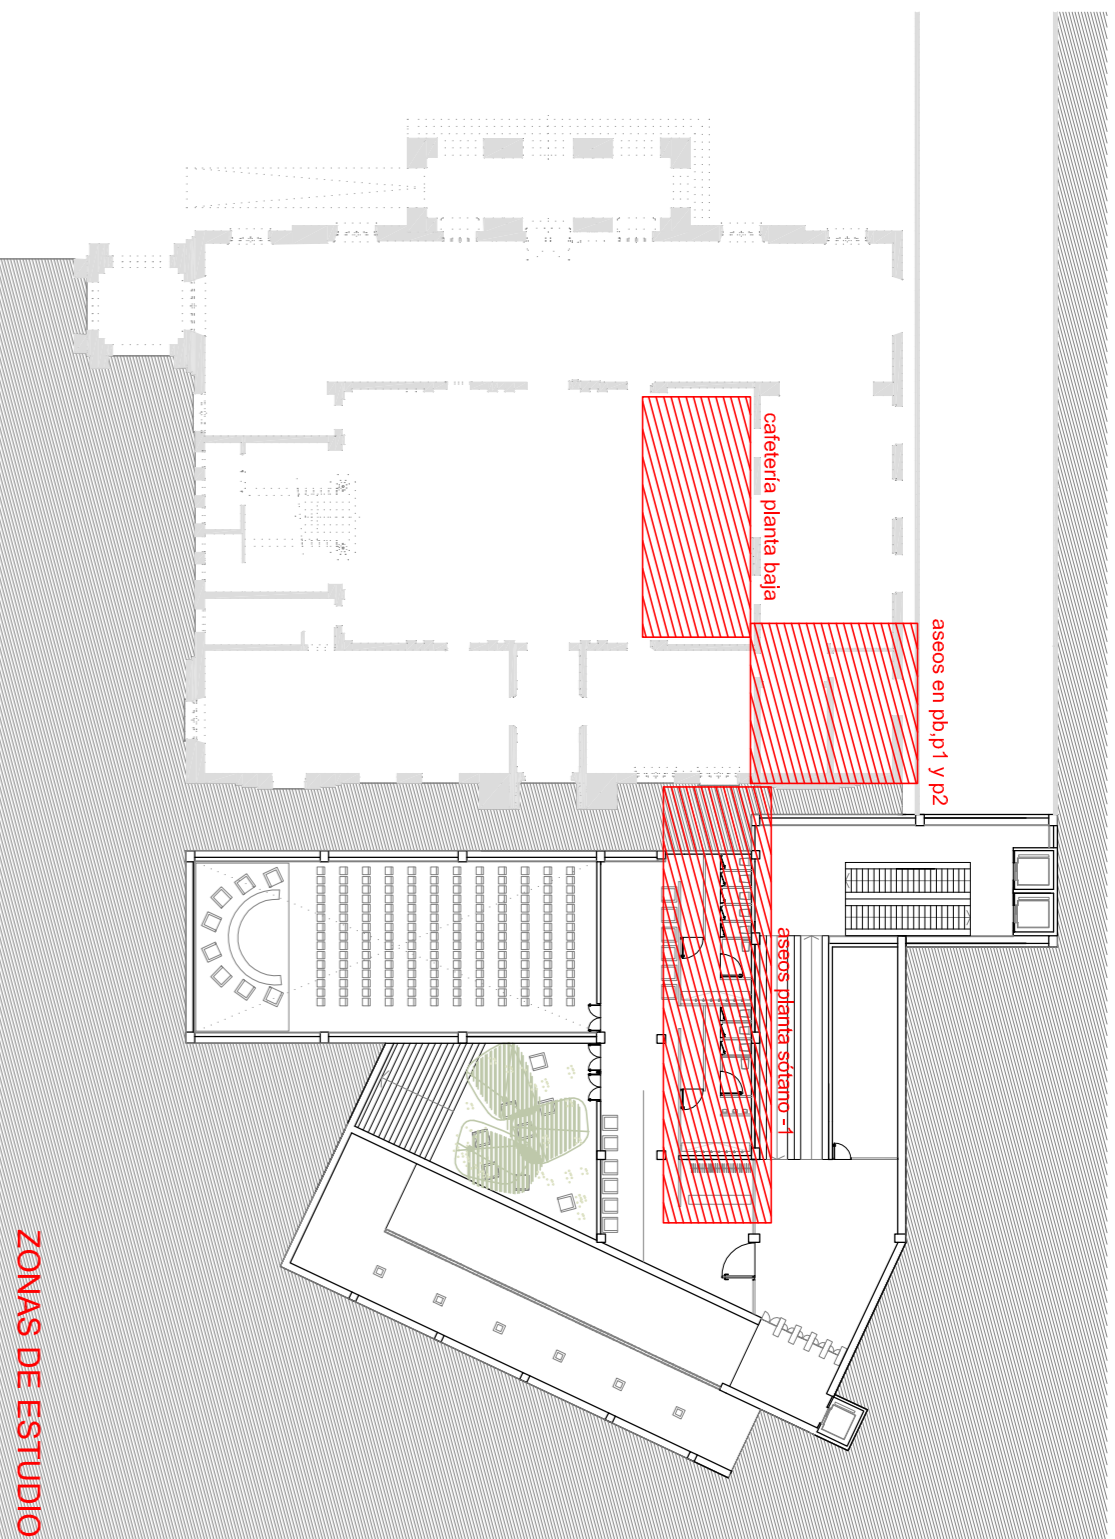 cafetería planta baja
aseos en pb,p1 y p2
aseos planta sótano -1
ZONAS DE ESTUDIO